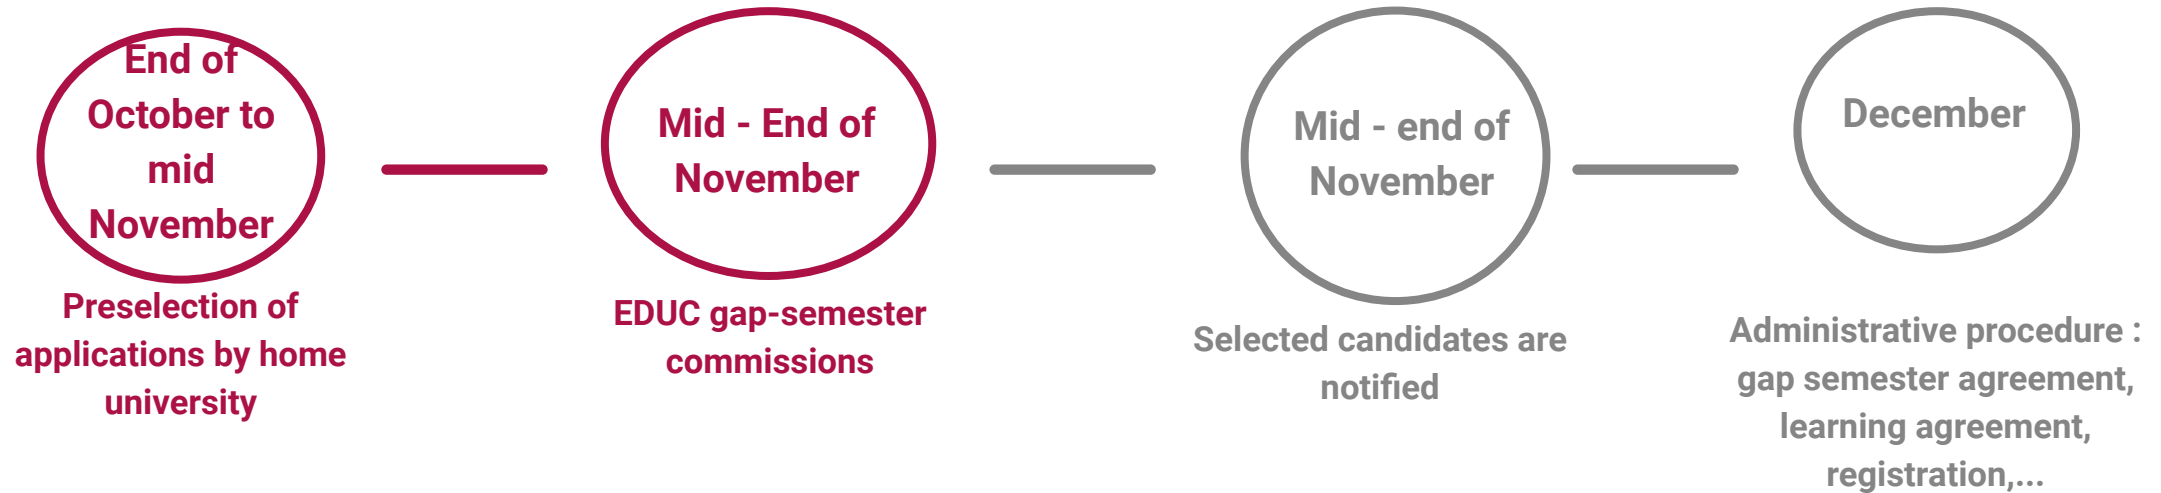 End of
October to
mid
November
Preselection of
applications by home
university
Mid - End of
November
EDUC gap-semester
commissions
Mid - end of
November
Selected candidates are
notified
December
Administrative procedure :
gap semester agreement,
learning agreement,
registration,...